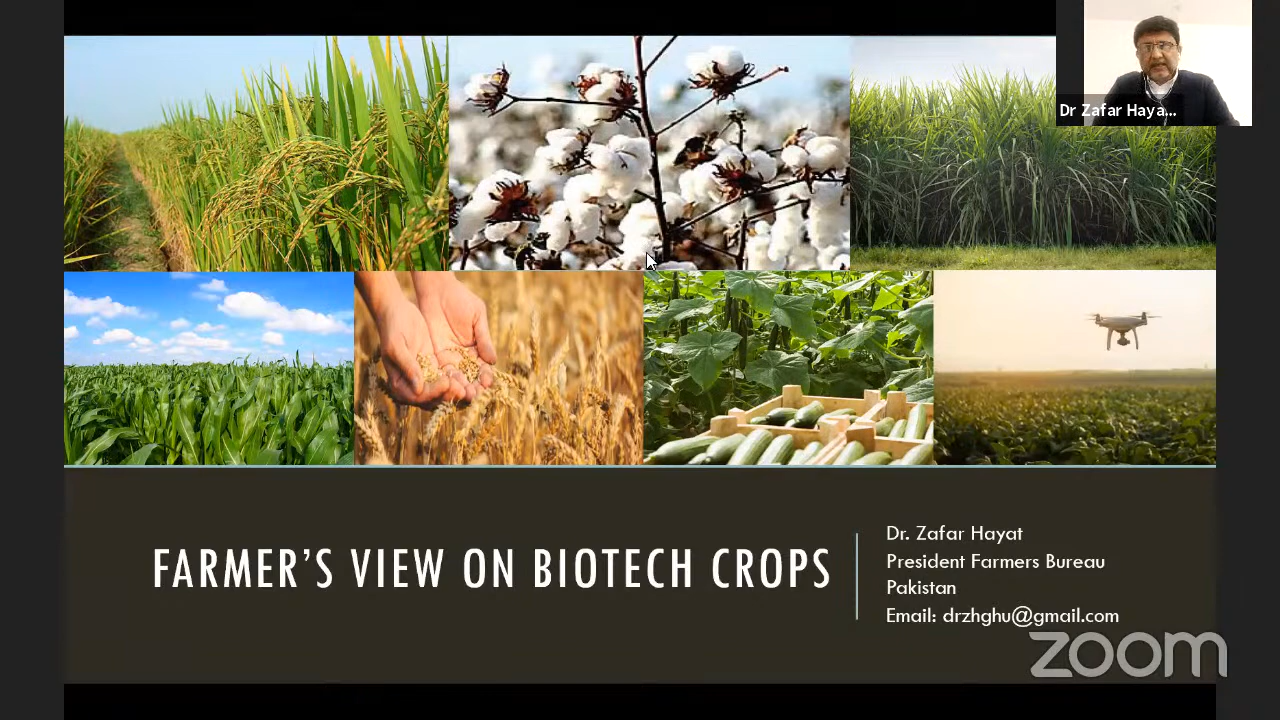 Dr Zafar Haya...
FARMER'S VIEW ON BIOTECH CROPS
Dr. Zafar Hayat
President Farmers Bureau
Pakistan
Email: drzhghu@gmail.com
zoom